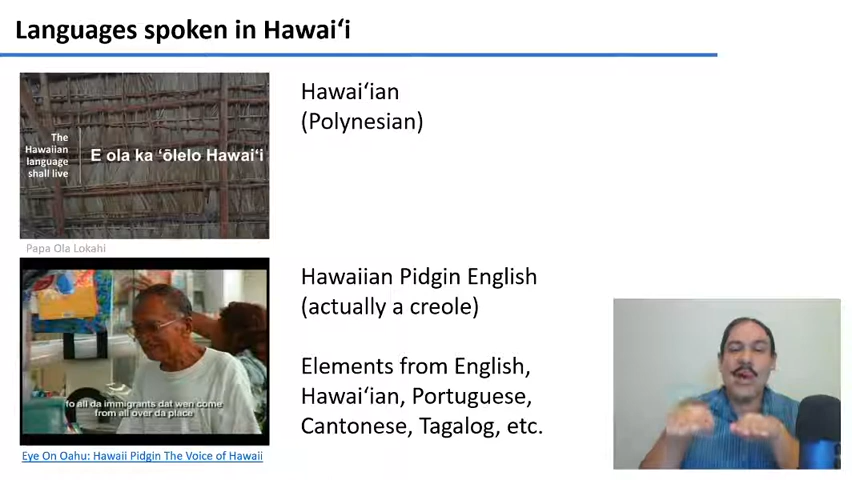 Languages spoken in Hawaiʻi
The
Hawaiian
language
shall live
E ola ka ʻōlelo Hawaiʻi
Papa Ola Lokahi
Hawaiʻian
(Polynesian)
fo all da immigrants dat wen come
from all over da place
Eye On Oahu: Hawaii Pidgin The Voice of Hawaii
Hawaiian Pidgin English
(actually a creole)
Elements from English,
Hawaiʻian, Portuguese,
Cantonese, Tagalog, etc.